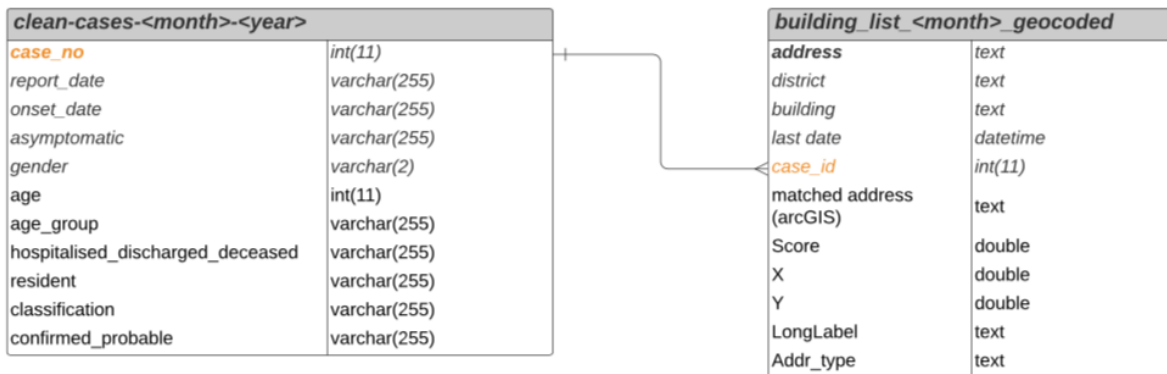 clean-cases-<month>-<year>
case_no int(11)
report_date varchar(255)
onset_date varchar(255)
asymptomatic varchar(255)
gender varchar(2)
age int(11)
age_group varchar(255)
hospitalised_discharged_deceased varchar(255)
resident varchar(255)
classification varchar(255)
confirmed_probable varchar(255)
building_list_<month>_geocoded
address text
district text
building text
last date datetime
case_id int(11)
matched address
(arcGIS) text
Score double
X double
Y double
LongLabel text
Addr_type text